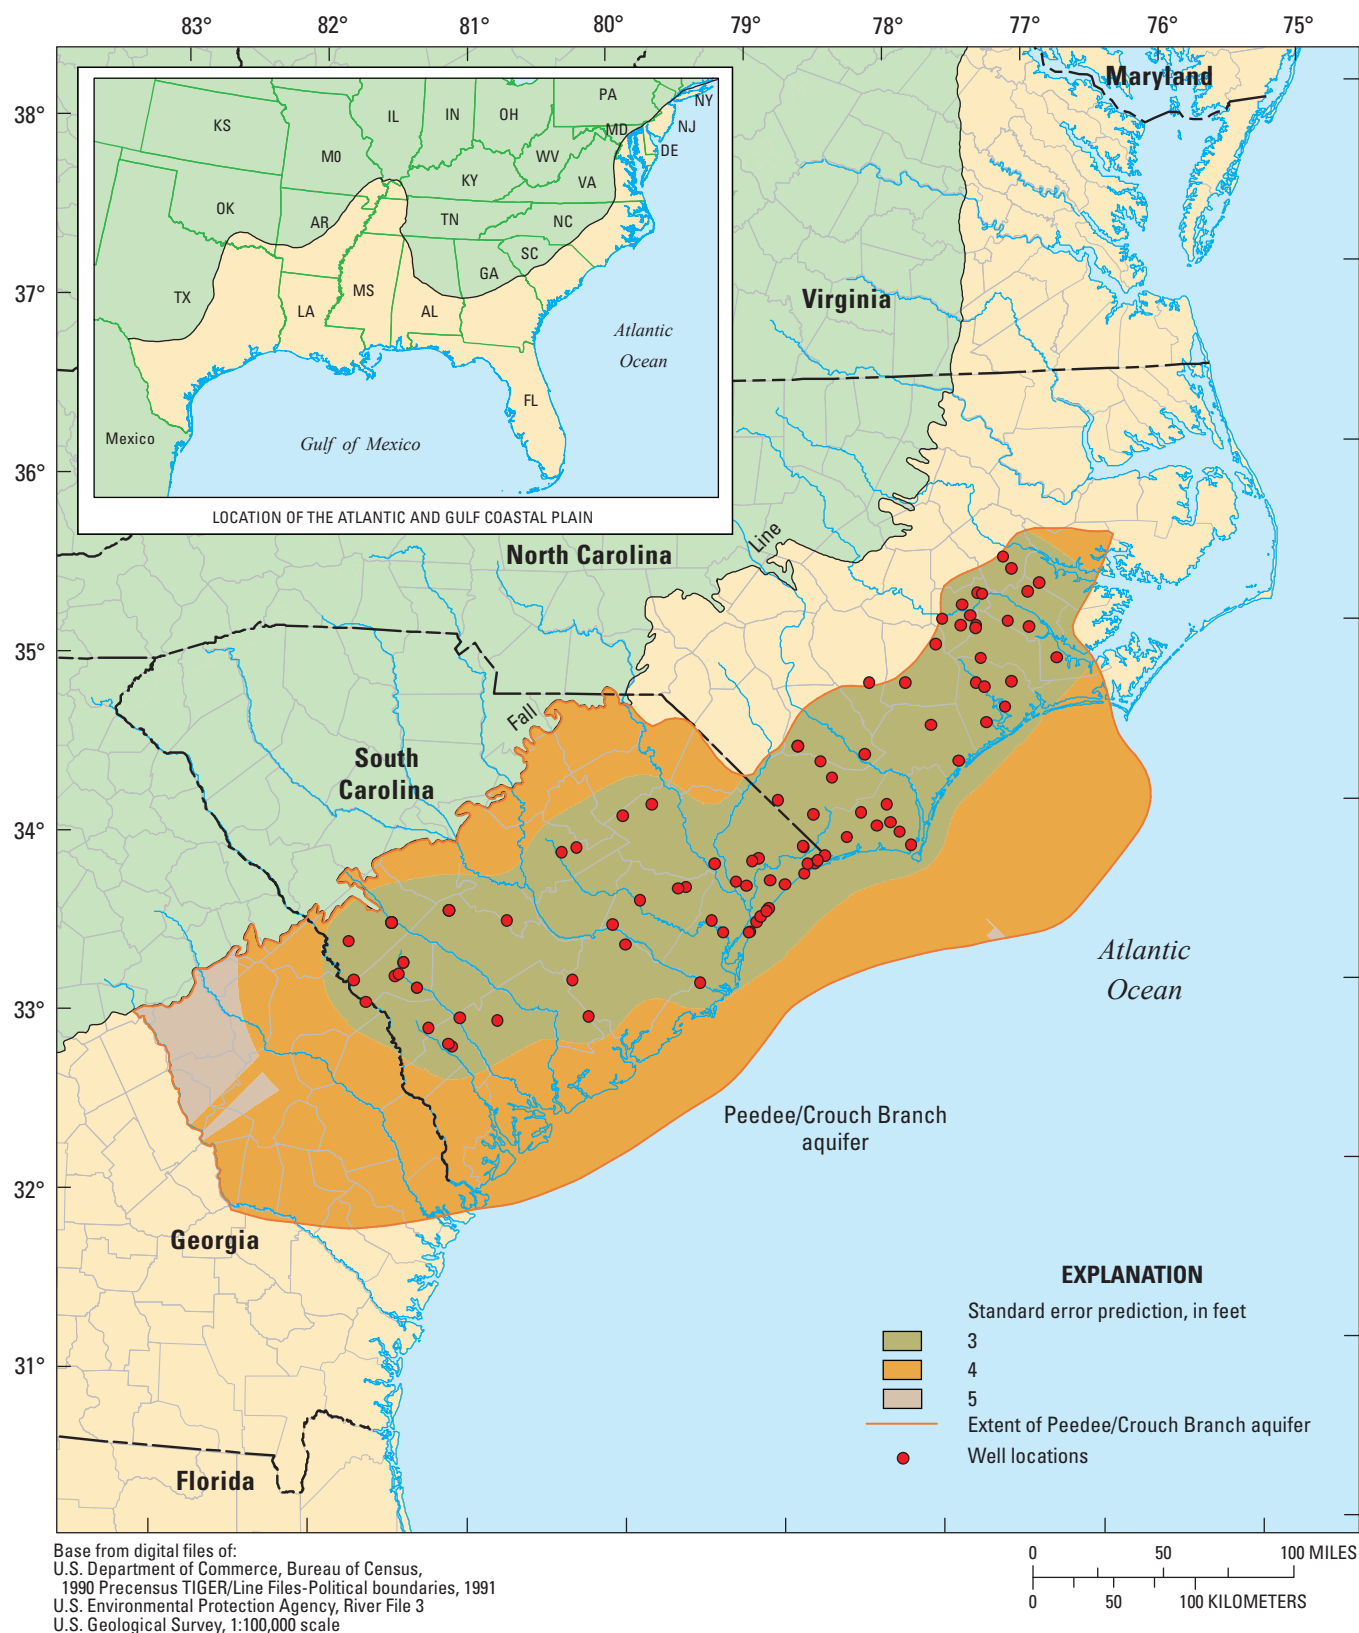 83°
82°
81°
80°
79°
78°
77°
76°
75°
38°
37°
36°
35°
34°
33°
32°
31°
KS
MO
IL
IN
OH
PA
NY
MD
NJ
DE
WV
VA
KY
OK
AR
TN
NC
SC
GA
TX
LA
MS
AL
FL
Mexico
Gulf of Mexico
Atlantic
Ocean
LOCATION OF THE ATLANTIC AND GULF COASTAL PLAIN
Maryland
Virginia
North Carolina
Line
Fall
South
Carolina
Atlantic
Ocean
Peedee/Crouch Branch
aquifer
Georgia
Florida
EXPLANATION
Standard error prediction, in feet
3
4
5
Extent of Peedee/Crouch Branch aquifer
Well locations
Base from digital files of:
U.S. Department of Commerce, Bureau of Census,
1990 Precensus TIGER/Line Files-Political boundaries, 1991
U.S. Environmental Protection Agency, River File 3
U.S. Geological Survey, 1:100,000 scale
0 50 100 MILES
0 50 100 KILOMETERS